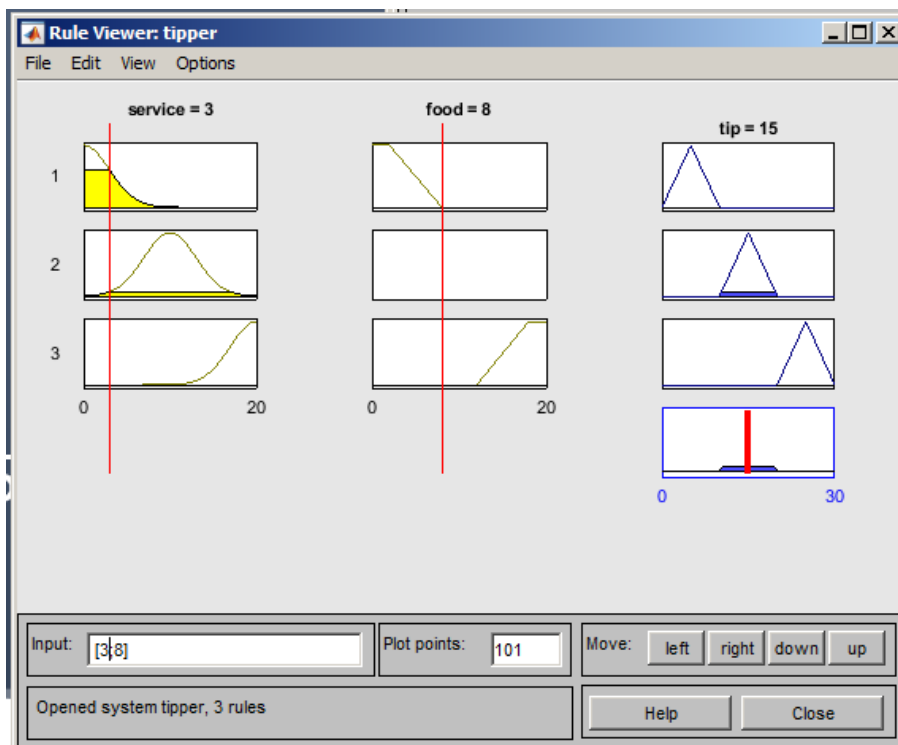 Rule Viewer: tipper
File Edit View Options
service = 3 food = 8 tip = 15
1
2
3
0 20 0 20
0 30
Input: [3;8] Plot points: 101 Move: left right down up
Opened system tipper, 3 rules Help Close